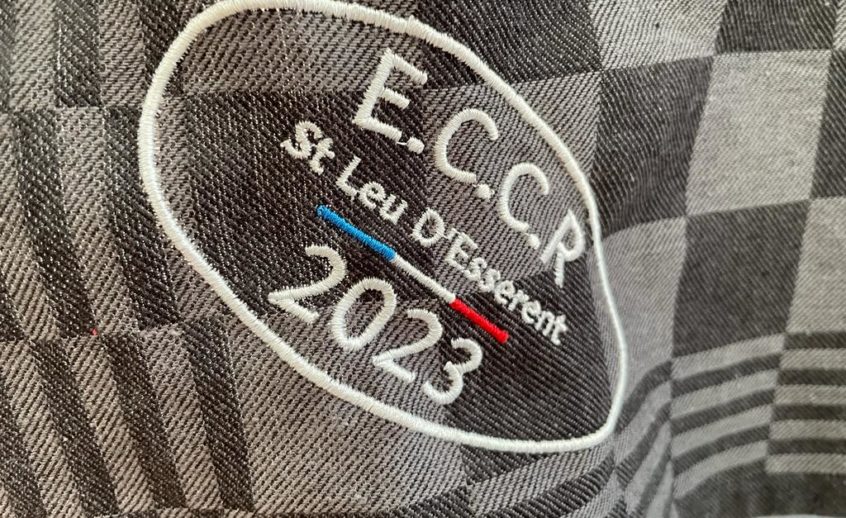 E.C.C.R
St Leu D'Esserent
2023